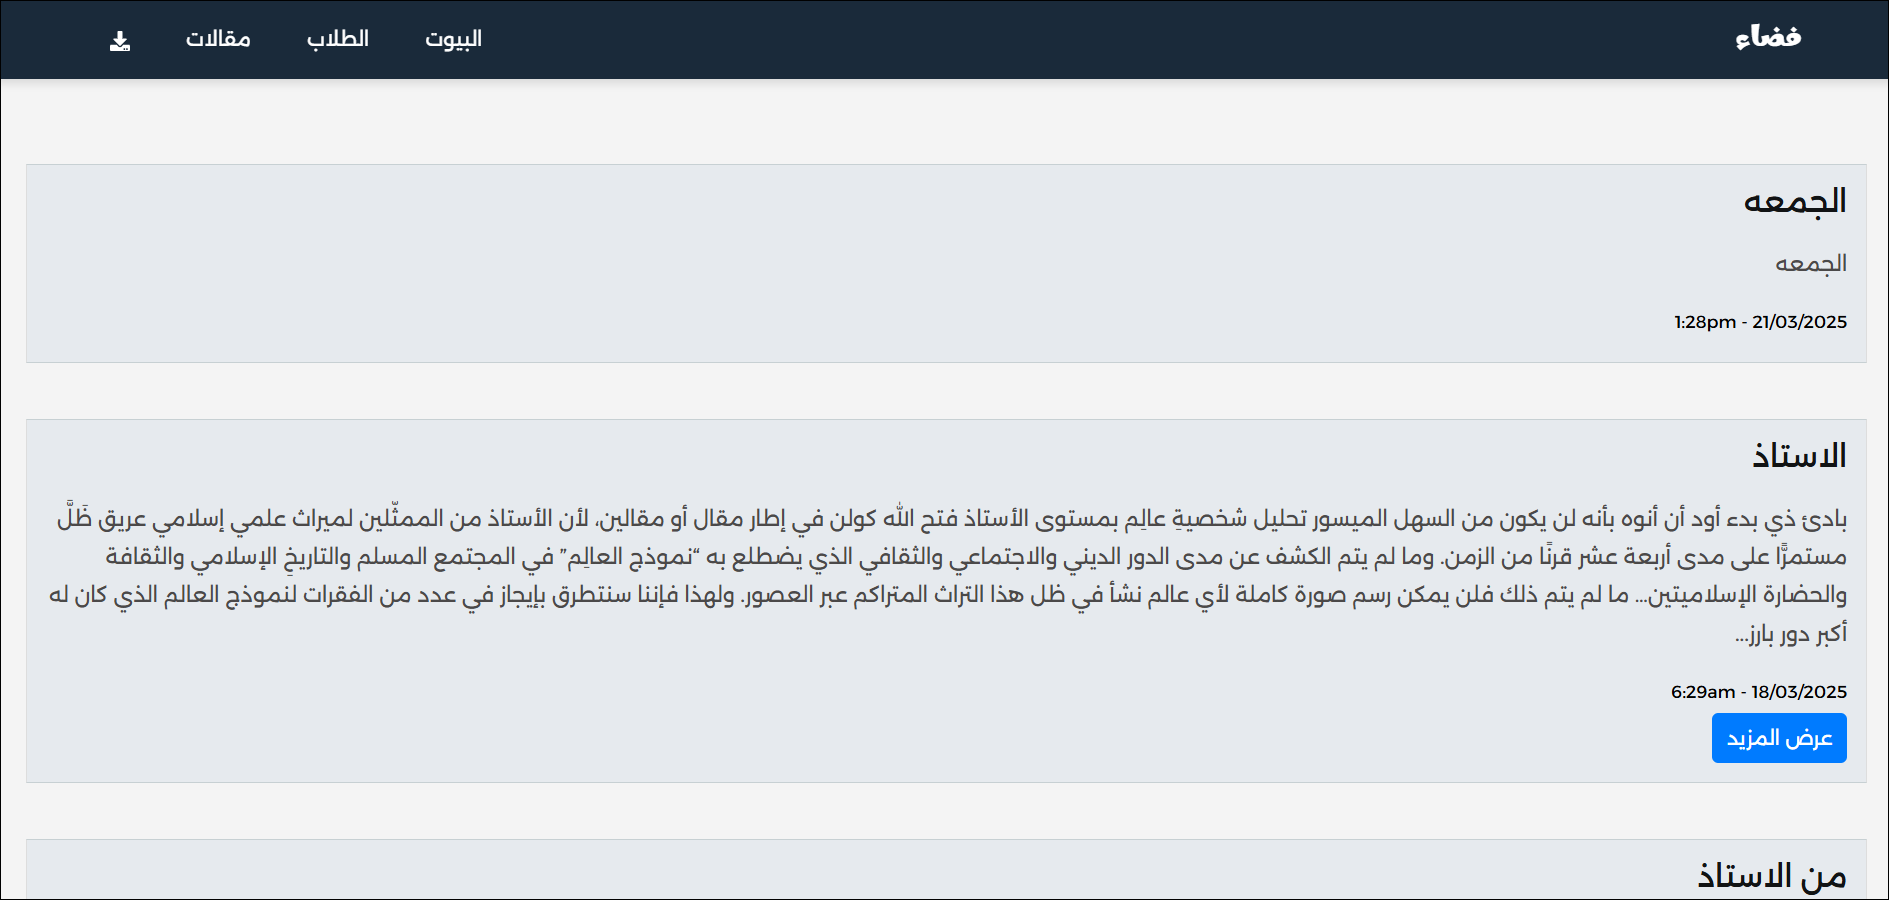 فضاء
البيوت
الطلاب
مقالات
الجمعه
الجمعه
21/03/2025 - 1:28pm
الاستاذ
بادئ ذي بدء أود أن أنوه بأنه لن يكون من السهل الميسور تحليل شخصيةِ عالِم بمستوى الأستاذ فتح الله كولن في إطار مقال أو مقالين، لأن الأستاذ من الممثّلين لميراث علمي إسلامي عريق ظَلَّ
مستمرًّا على مدى أربعة عشر قرنًا من الزمن. وما لم يتم الكشف عن مدى الدور الديني والاجتماعي والثقافي الذي يضطلع به “نموذج العالِم” في المجتمع المسلم والتاريخِ الإسلامي والثقافة
والحضارة الإسلاميتين... ما لم يتم ذلك فلن يمكن رسم صورة كاملة لأي عالم نشأ في ظل هذا التراث المتراكم عبر العصور. ولهذا فإننا سنتطرق بإيجاز في عدد من الفقرات لنموذج العالم الذي كان له
أكبر دور بارز...
18/03/2025 - 6:29am
عرض المزيد
من الاستاذ